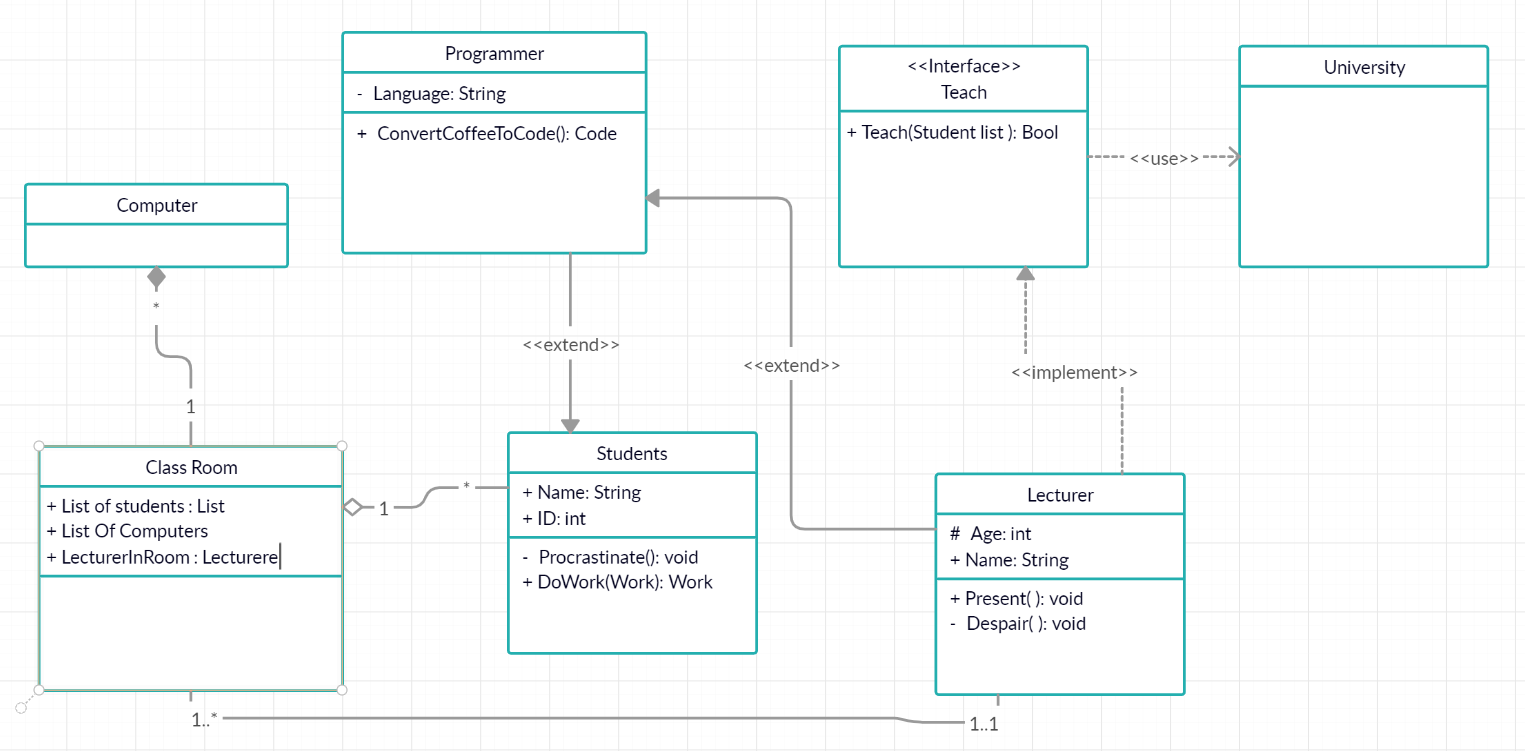 Programmer
- Language: String
+ ConvertCoffeeToCode(): Code
<<Interface>>
Teach
+ Teach(Student list ): Bool
<<use>>
University
Computer
*
1
<<extend>>
<<extend>>
<<implement>>
Class Room
+ List of students : List
+ List Of Computers
+ LecturerInRoom : Lecturere
1
*
Students
+ Name: String
+ ID: int
- Procrastinate(): void
+ DoWork(Work): Work
Lecturer
# Age: int
+ Name: String
+ Present( ): void
- Despair( ): void
1..*
1..1